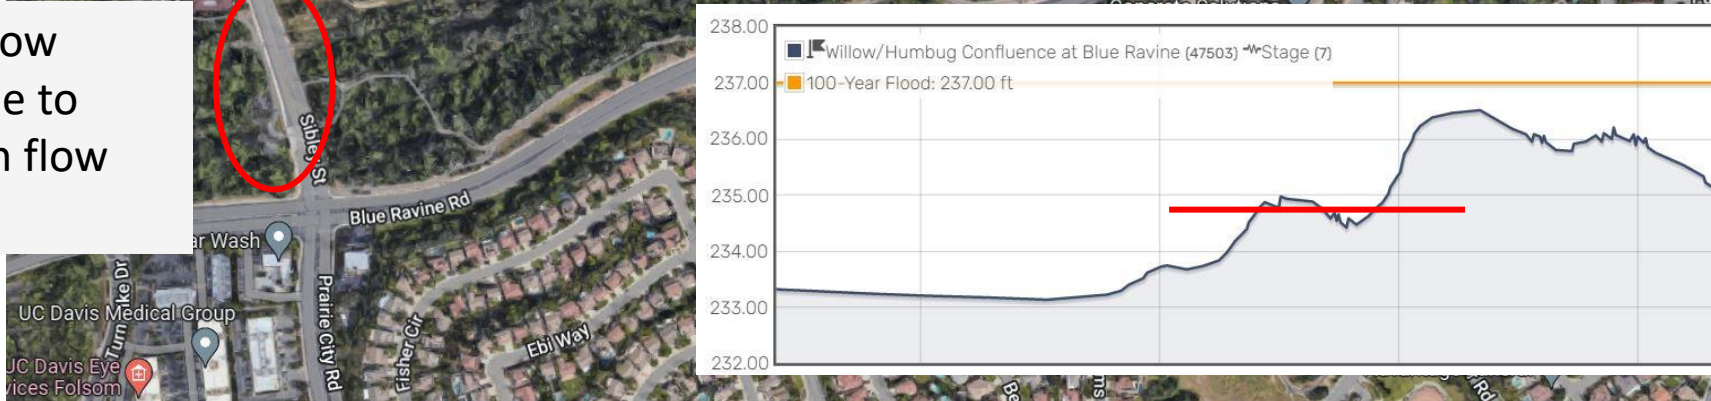 ow
e to
flow
Sibley St
Blue Ravine Rd
ar Wash
Prairie City Rd
UC Davis Medical Group
UC Davis Eye
vices Folsom
Fisher Cir
Ebi Way
Rd
238.00
237.00
236.00
235.00
234.00
233.00
232.00
Willow/Humbug Confluence at Blue Ravine (47503) Stage (7)
100-Year Flood: 237.00 ft